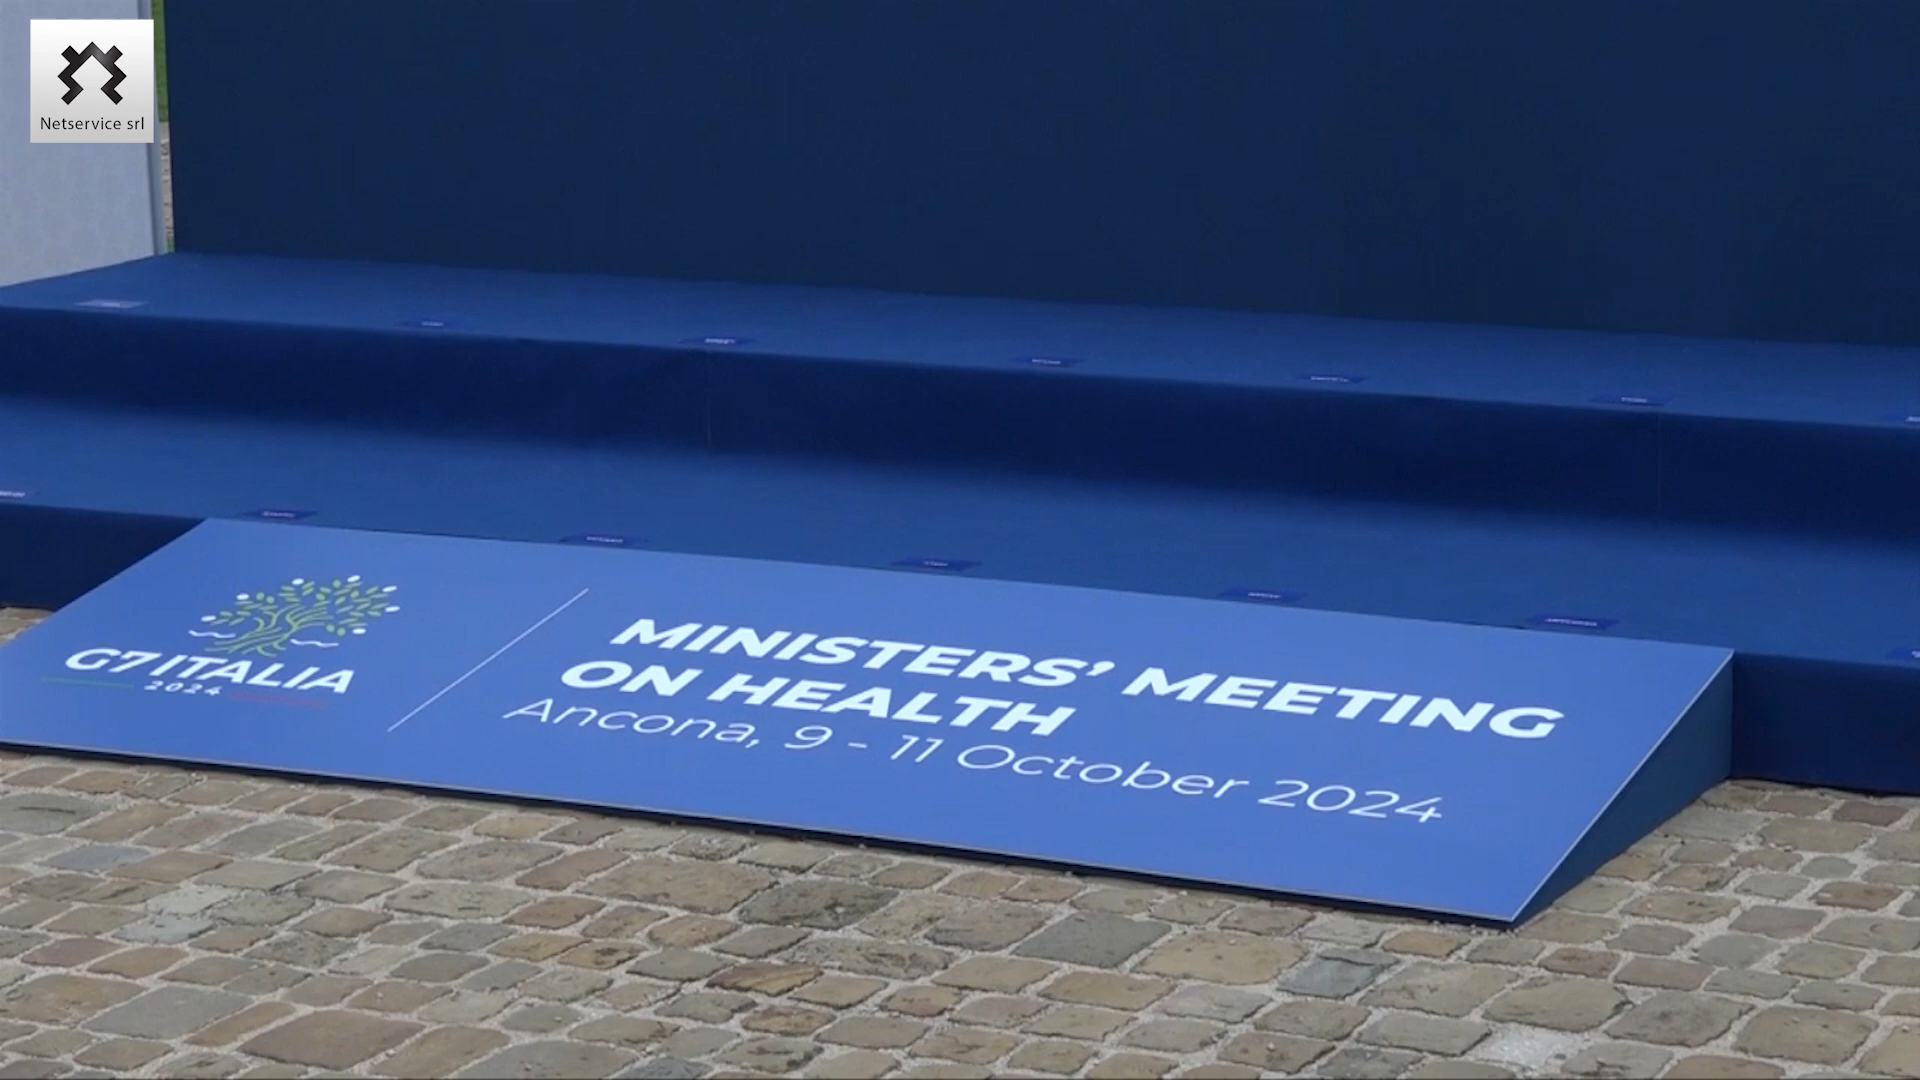 Netservice srl
G7 ITALIA
2024
MINISTERS' MEETING
ON HEALTH
Ancona, 9 - 11 October 2024